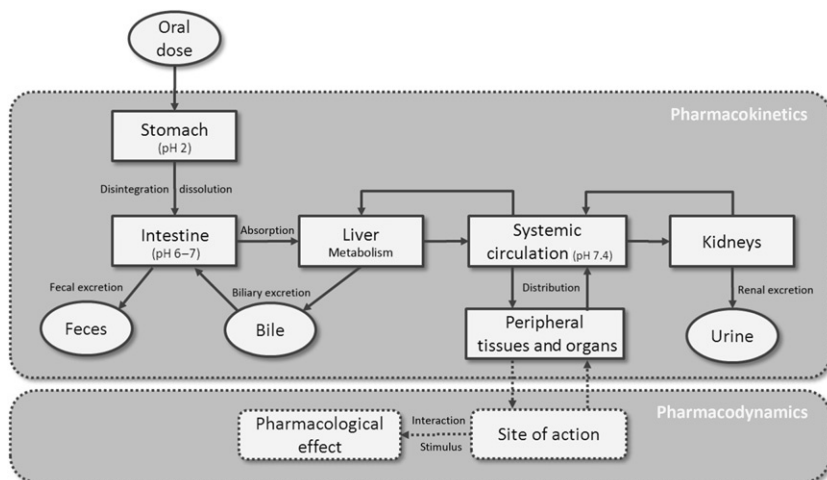 Oral
dose
Pharmacokinetics
Stomach
(pH 2)
Disintegration
dissolution
Intestine
(pH 6–7)
Absorption
Liver
Metabolism
Systemic
circulation (pH 7.4)
Kidneys
Fecal excretion
Biliary excretion
Distribution
Renal excretion
Feces
Bile
Peripheral
tissues and organs
Urine
Pharmacodynamics
Pharmacological
effect
Interaction
Stimulus
Site of action